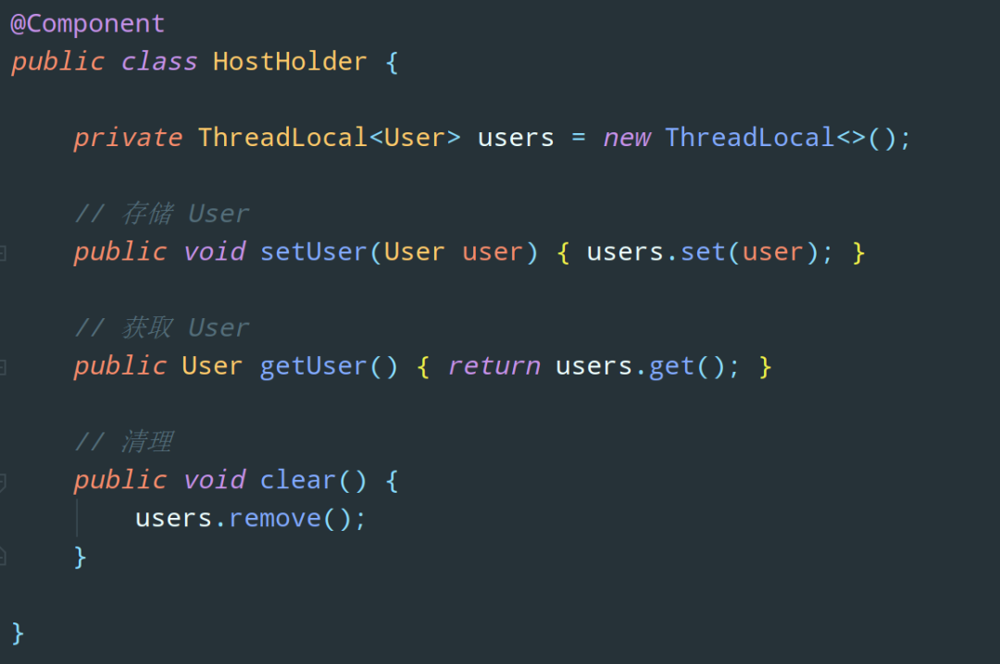 @Component
public class HostHolder {
private ThreadLocal<User> users = new ThreadLocal<>();
// 存储 User
public void setUser(User user) { users.set(user); }
// 获取 User
public User getUser() { return users.get(); }
// 清理
public void clear() {
users.remove();
}
}